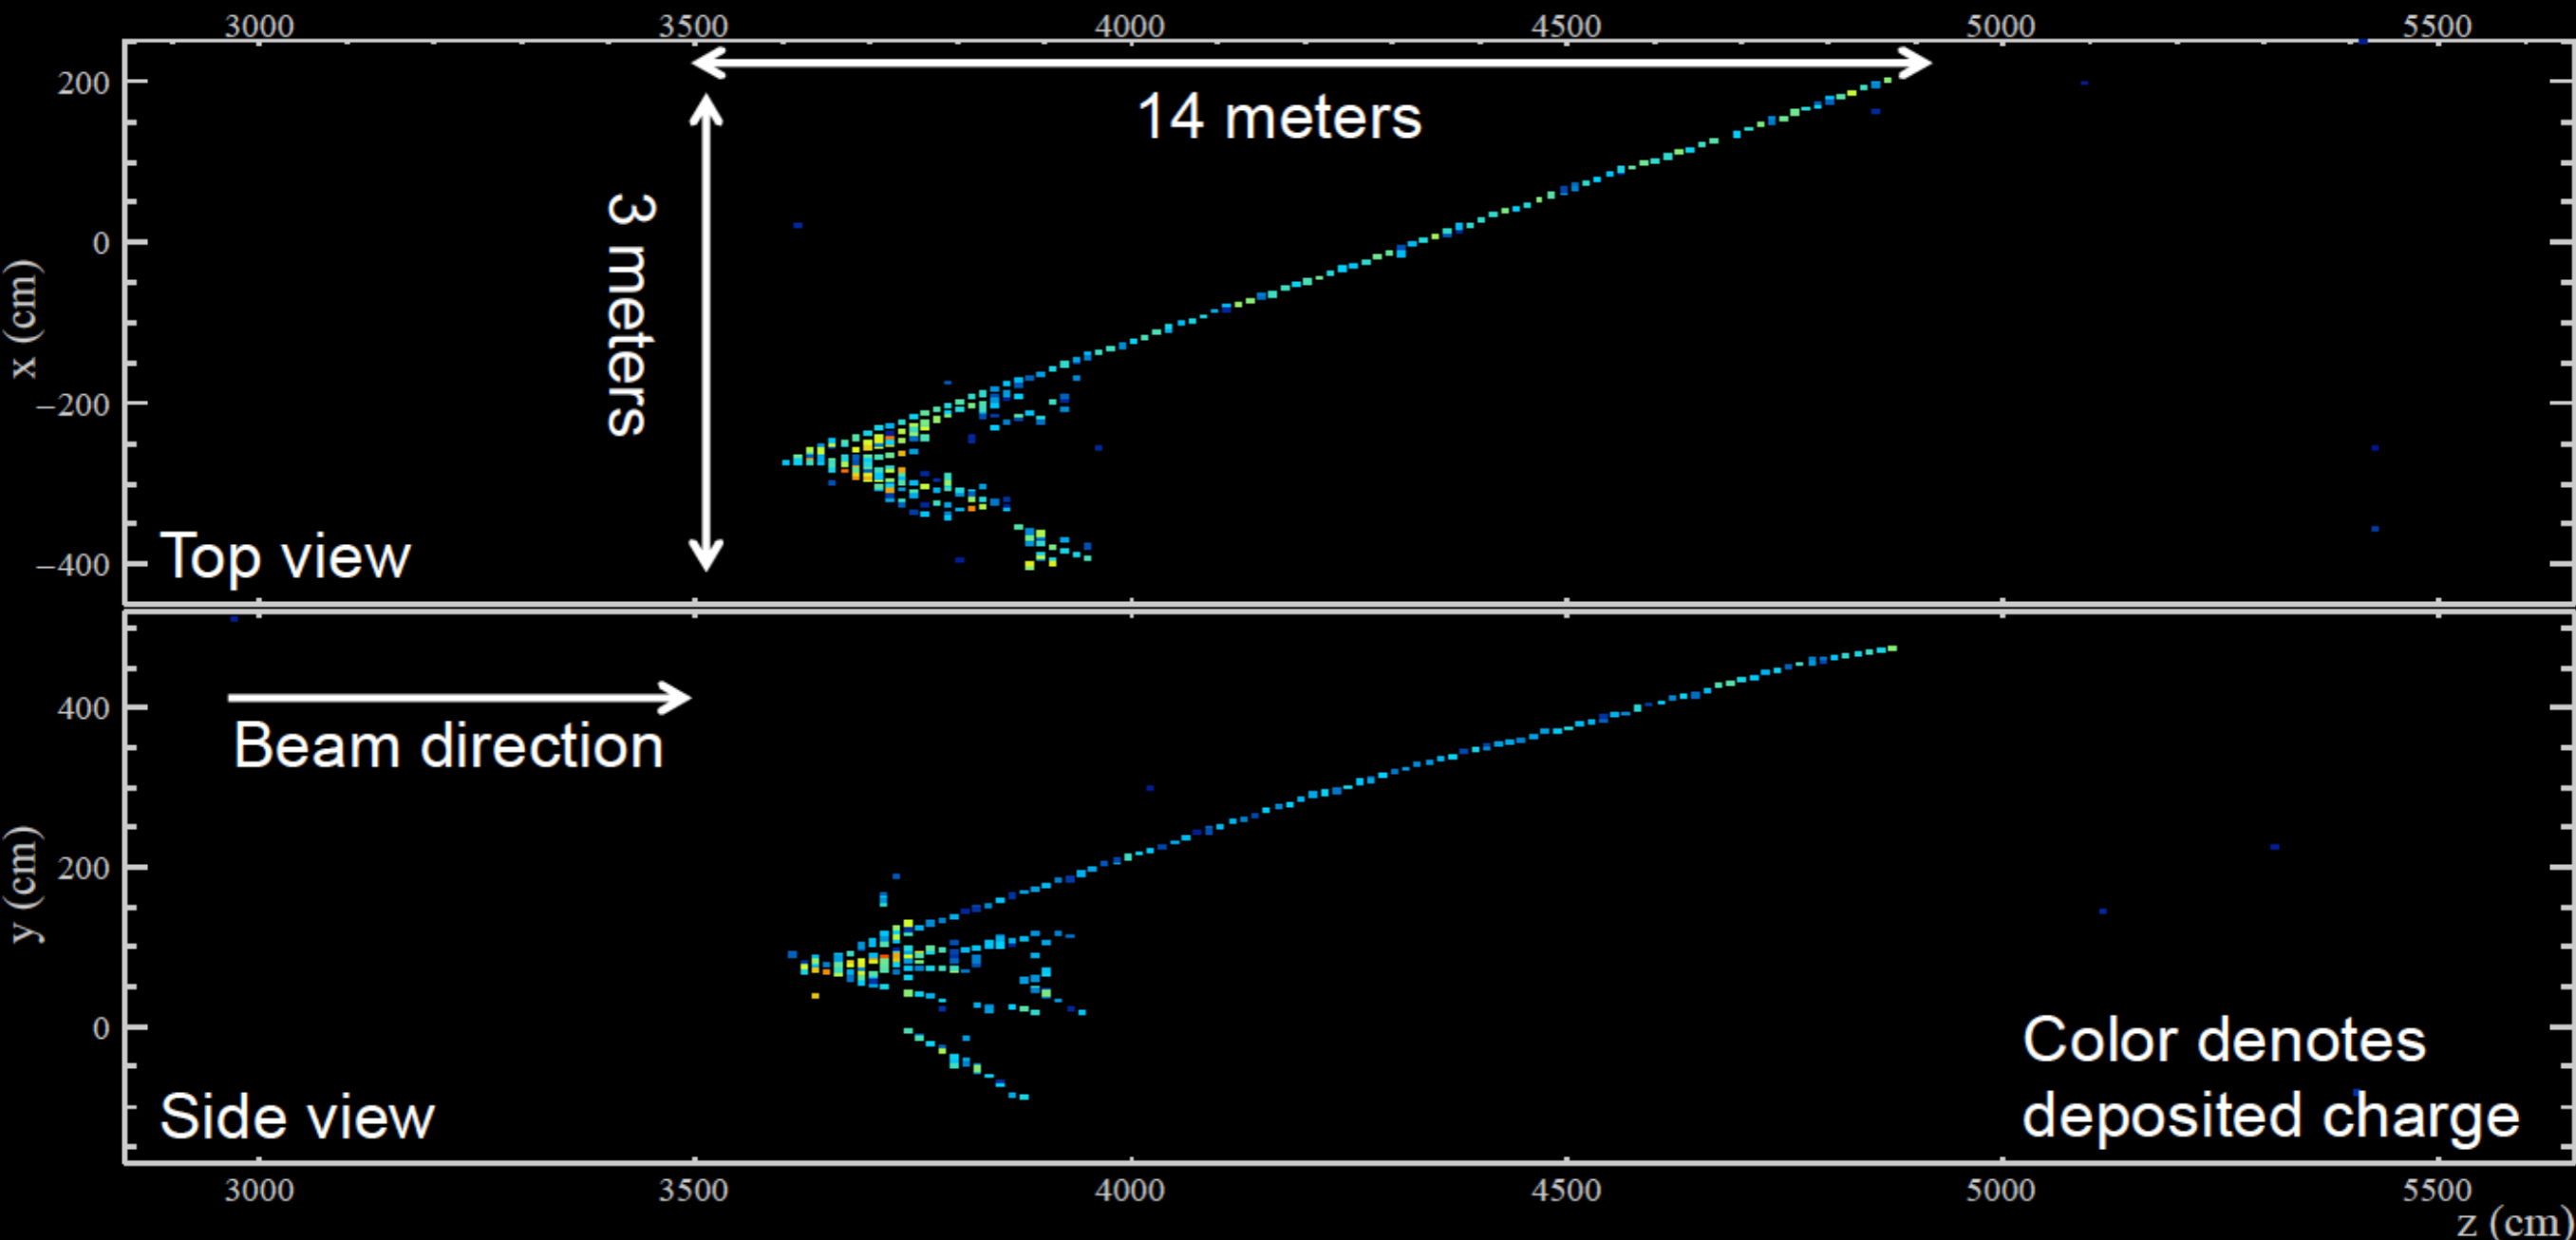 3000 3500 4000 4500 5000 5500
200
14 meters
3 meters
0
x (cm)
−200
−400
Top view
400
Beam direction
200
y (cm)
0
Color denotes
deposited charge
Side view
3000 3500 4000 4500 5000 5500
z (cm)